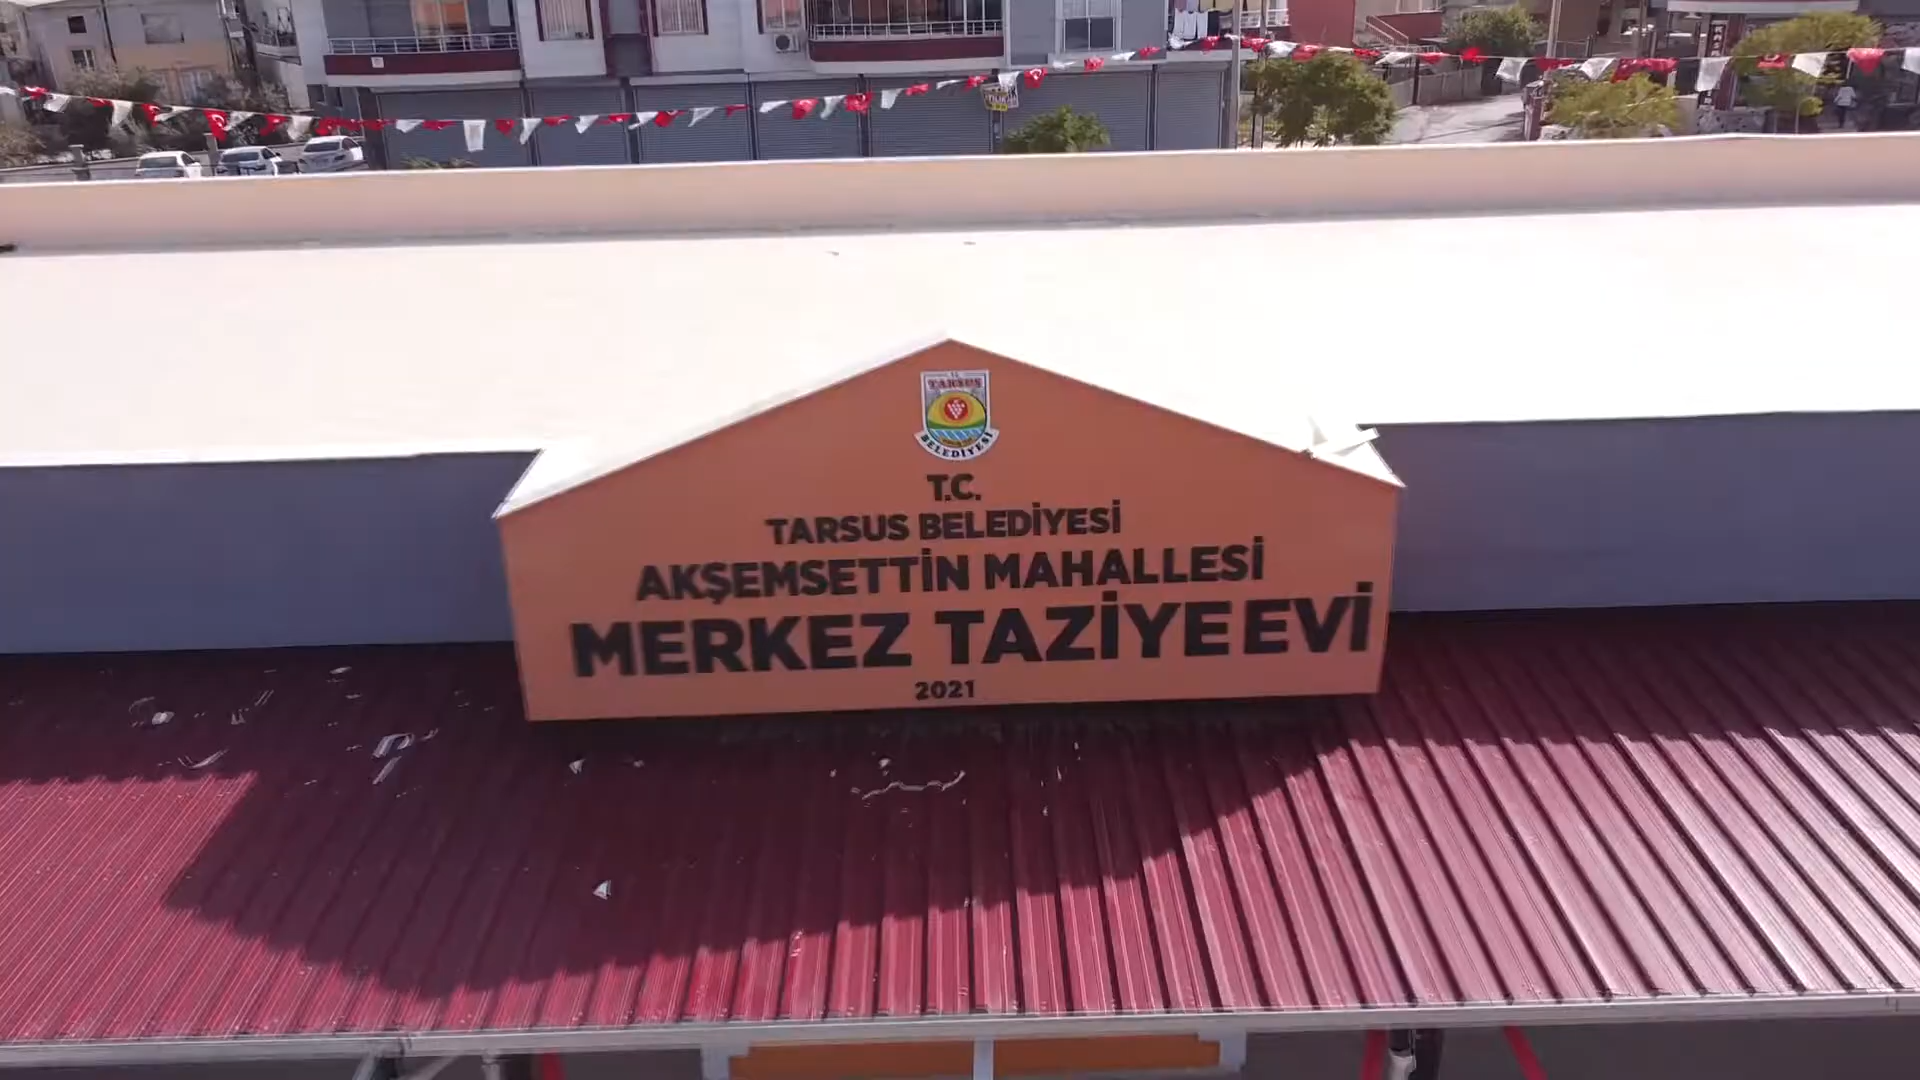 T.C.
TARSUS
BELEDİYESİ
T.C.
TARSUS BELEDİYESİ
AKŞEMSETTİN MAHALLESİ
MERKEZ TAZİYE EVİ
2021